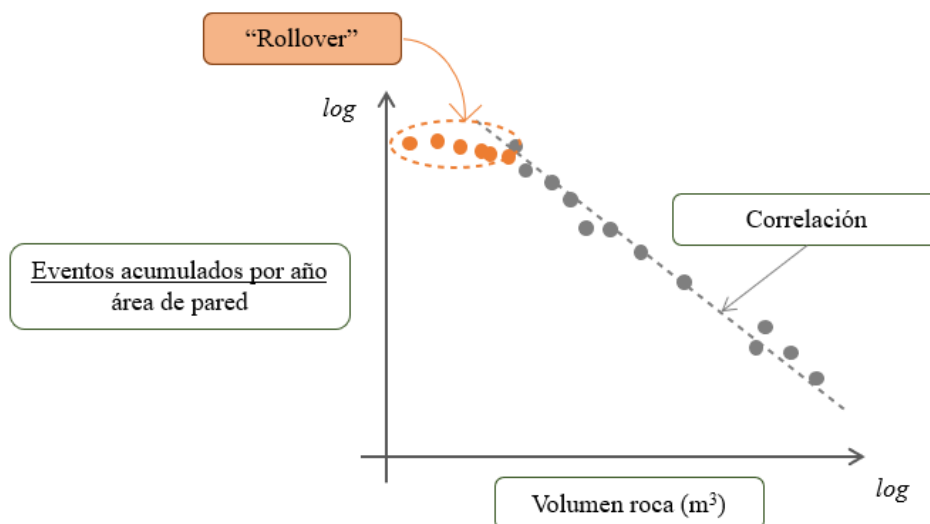 “Rollover”
log
Correlación
Eventos acumulados por año
área de pared
Volumen roca (m³)
log